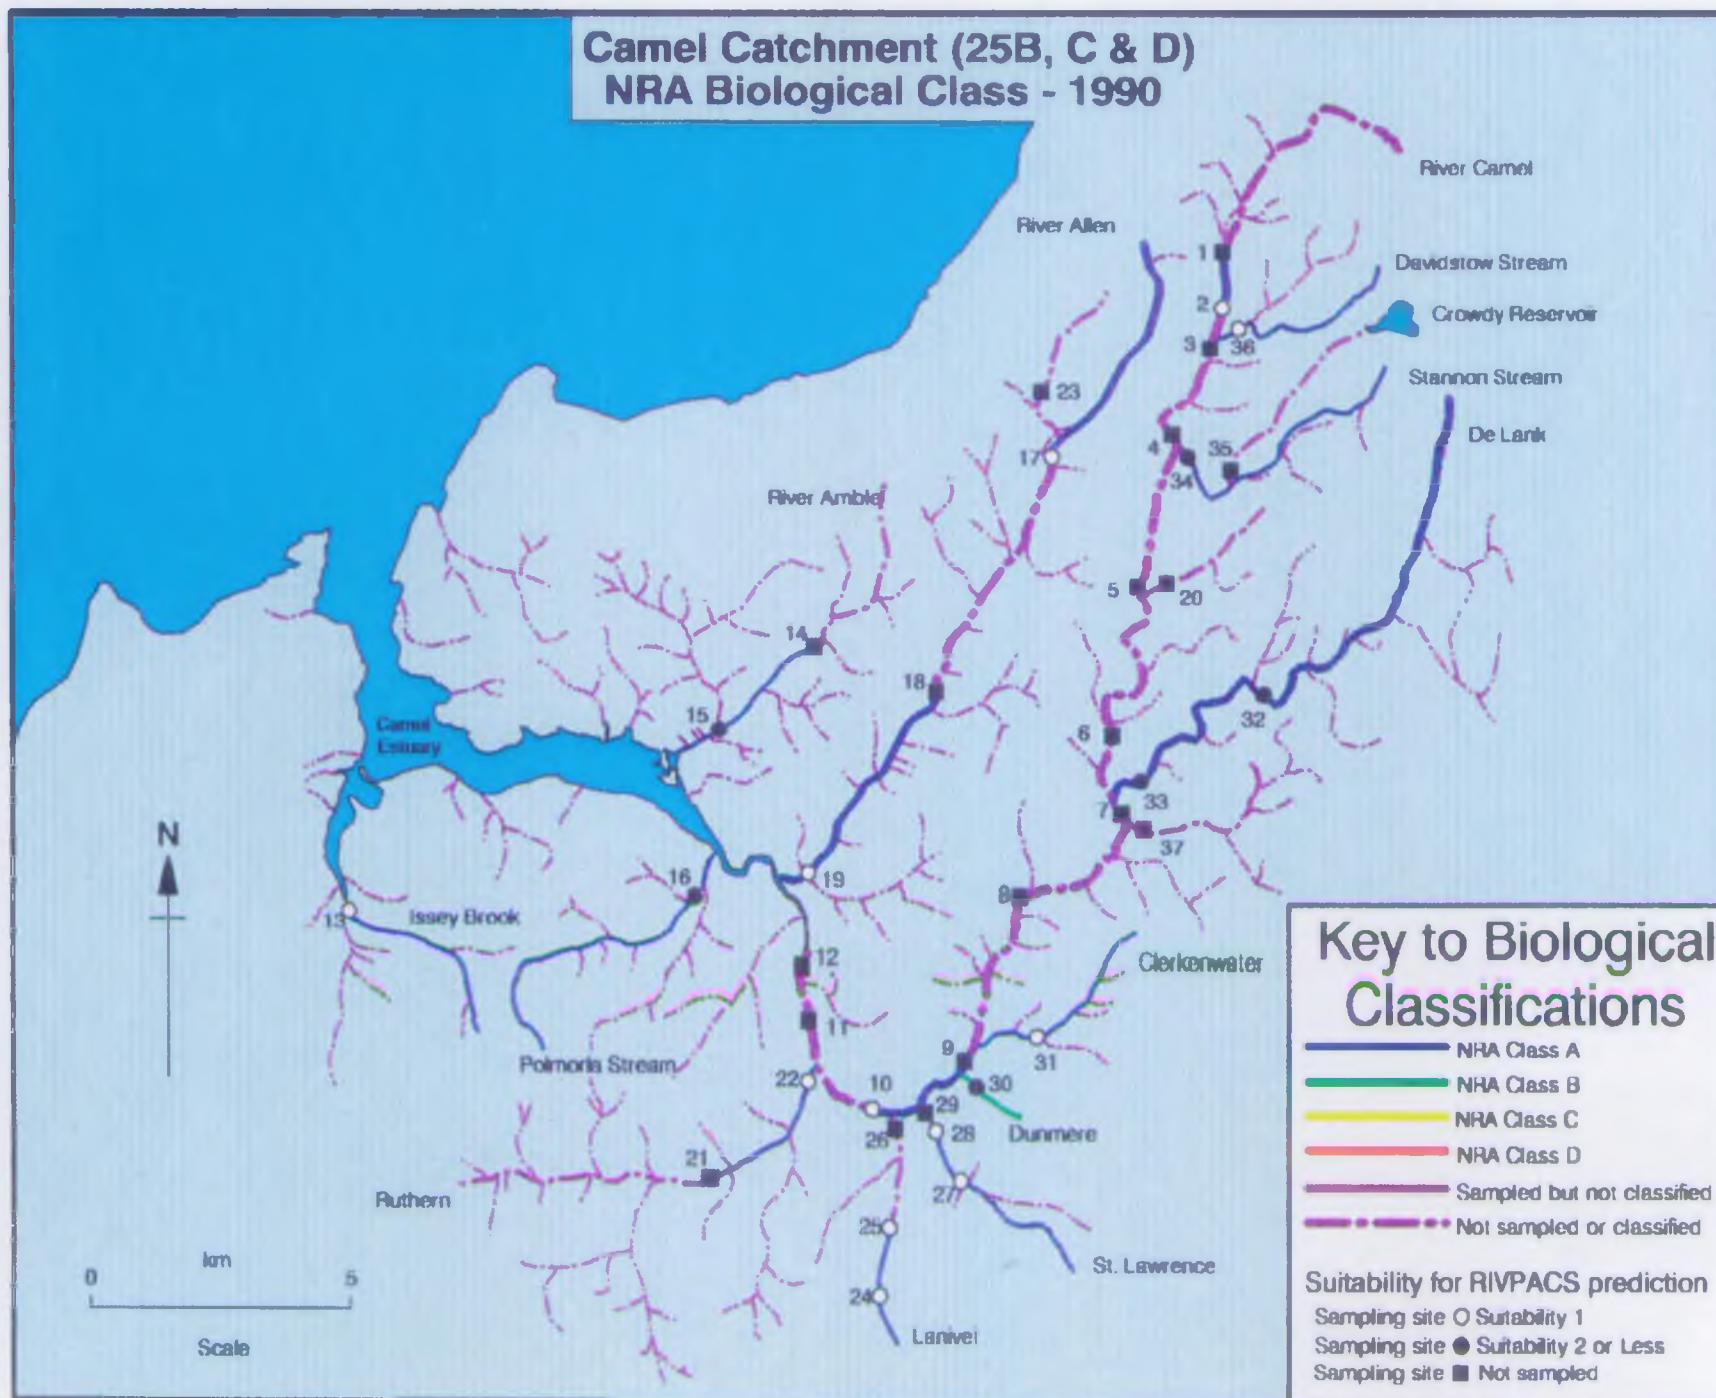 Camel Catchment (25B, C & D)
NRA Biological Class - 1990
River Camel
River Allen
1
Davidstow Stream
2
Crowdy Reservoir
3
36
Stannon Stream
23
De Lank
4
35
17
34
River Amble
5
20
14
18
32
15
Camel
Estuary
6
33
7
N
37
19
16
8
13
Issey Brook
Clerkenwater
12
Key to Biological
Classifications
11
31
NRA Class A
9
Polmorla Stream
22
10
30
NRA Class B
29
26
28
Dunmere
NRA Class C
21
NRA Class D
27
Ruthern
Sampled but not classified
25
Not sampled or classified
km
0
5
St. Lawrence
Suitability for RIVPACS prediction
24
Sampling site Suitability 1
Lanivet
Scale
Sampling site Suitability 2 or Less
Sampling site Not sampled